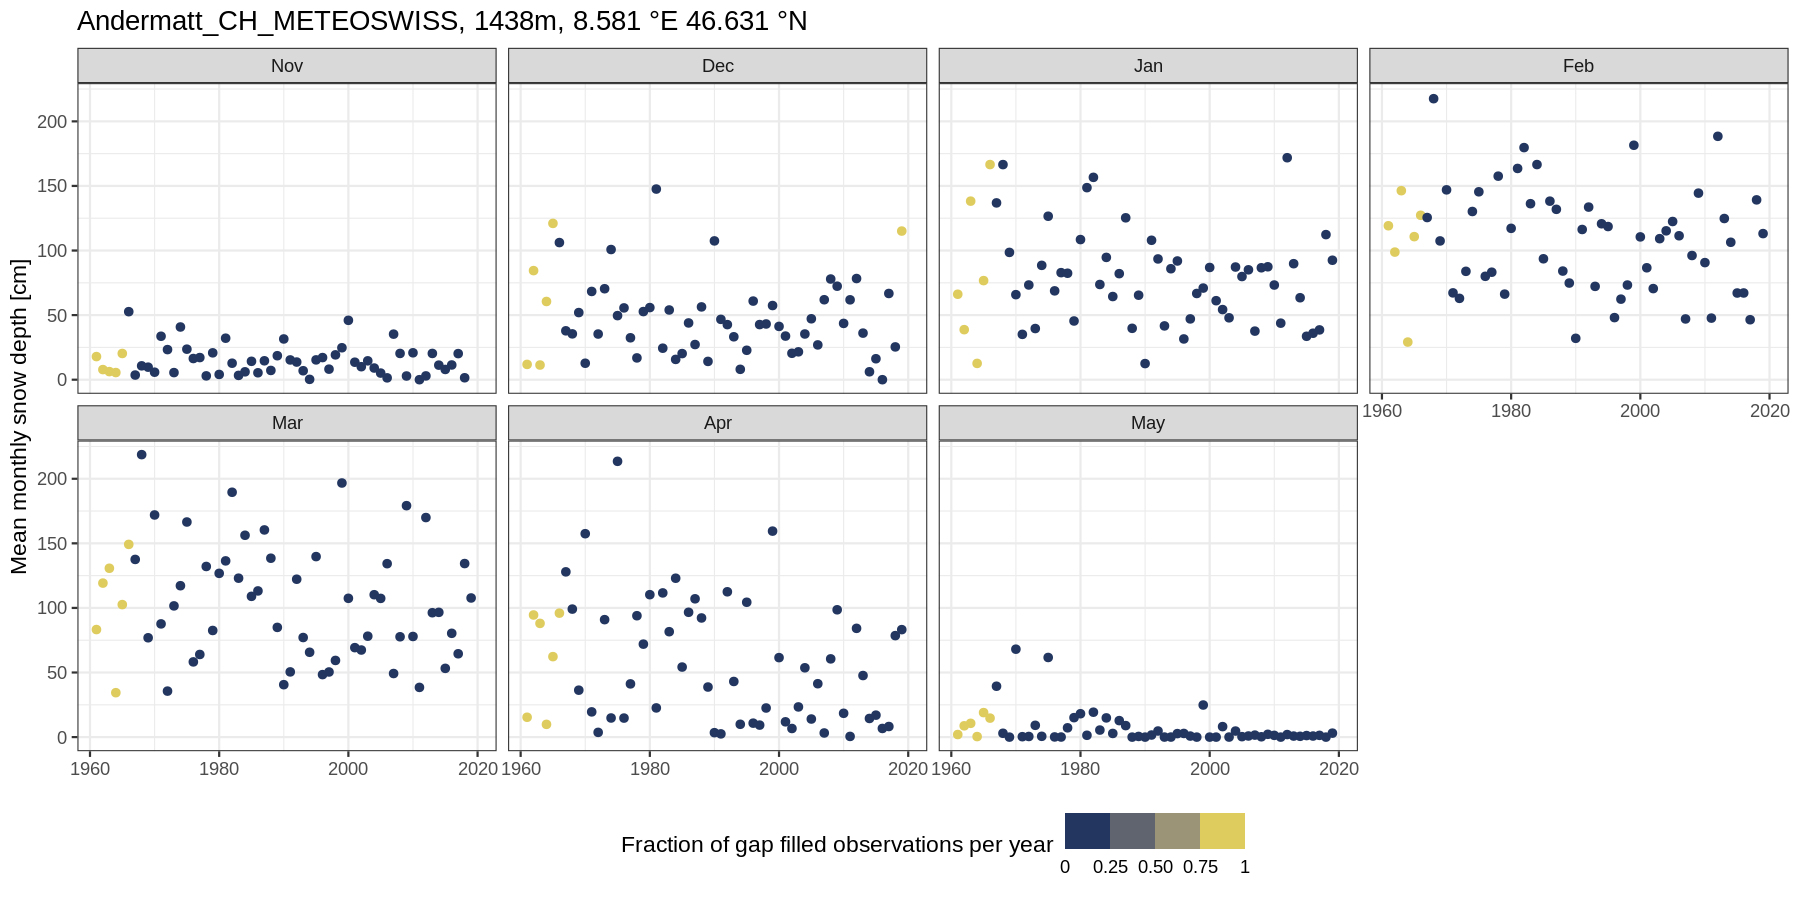 Andermatt_CH_METEOSWISS, 1438m, 8.581 °E 46.631 °N
Nov Dec Jan Feb
200
150
100
50
0
1960 1980 2000 2020
Mean monthly snow depth [cm]
Mar Apr May
200
150
100
50
0
1960 1980 2000 2020 1960 1980 2000 2020 1960 1980 2000 2020
Fraction of gap filled observations per year
0 0.25 0.50 0.75 1